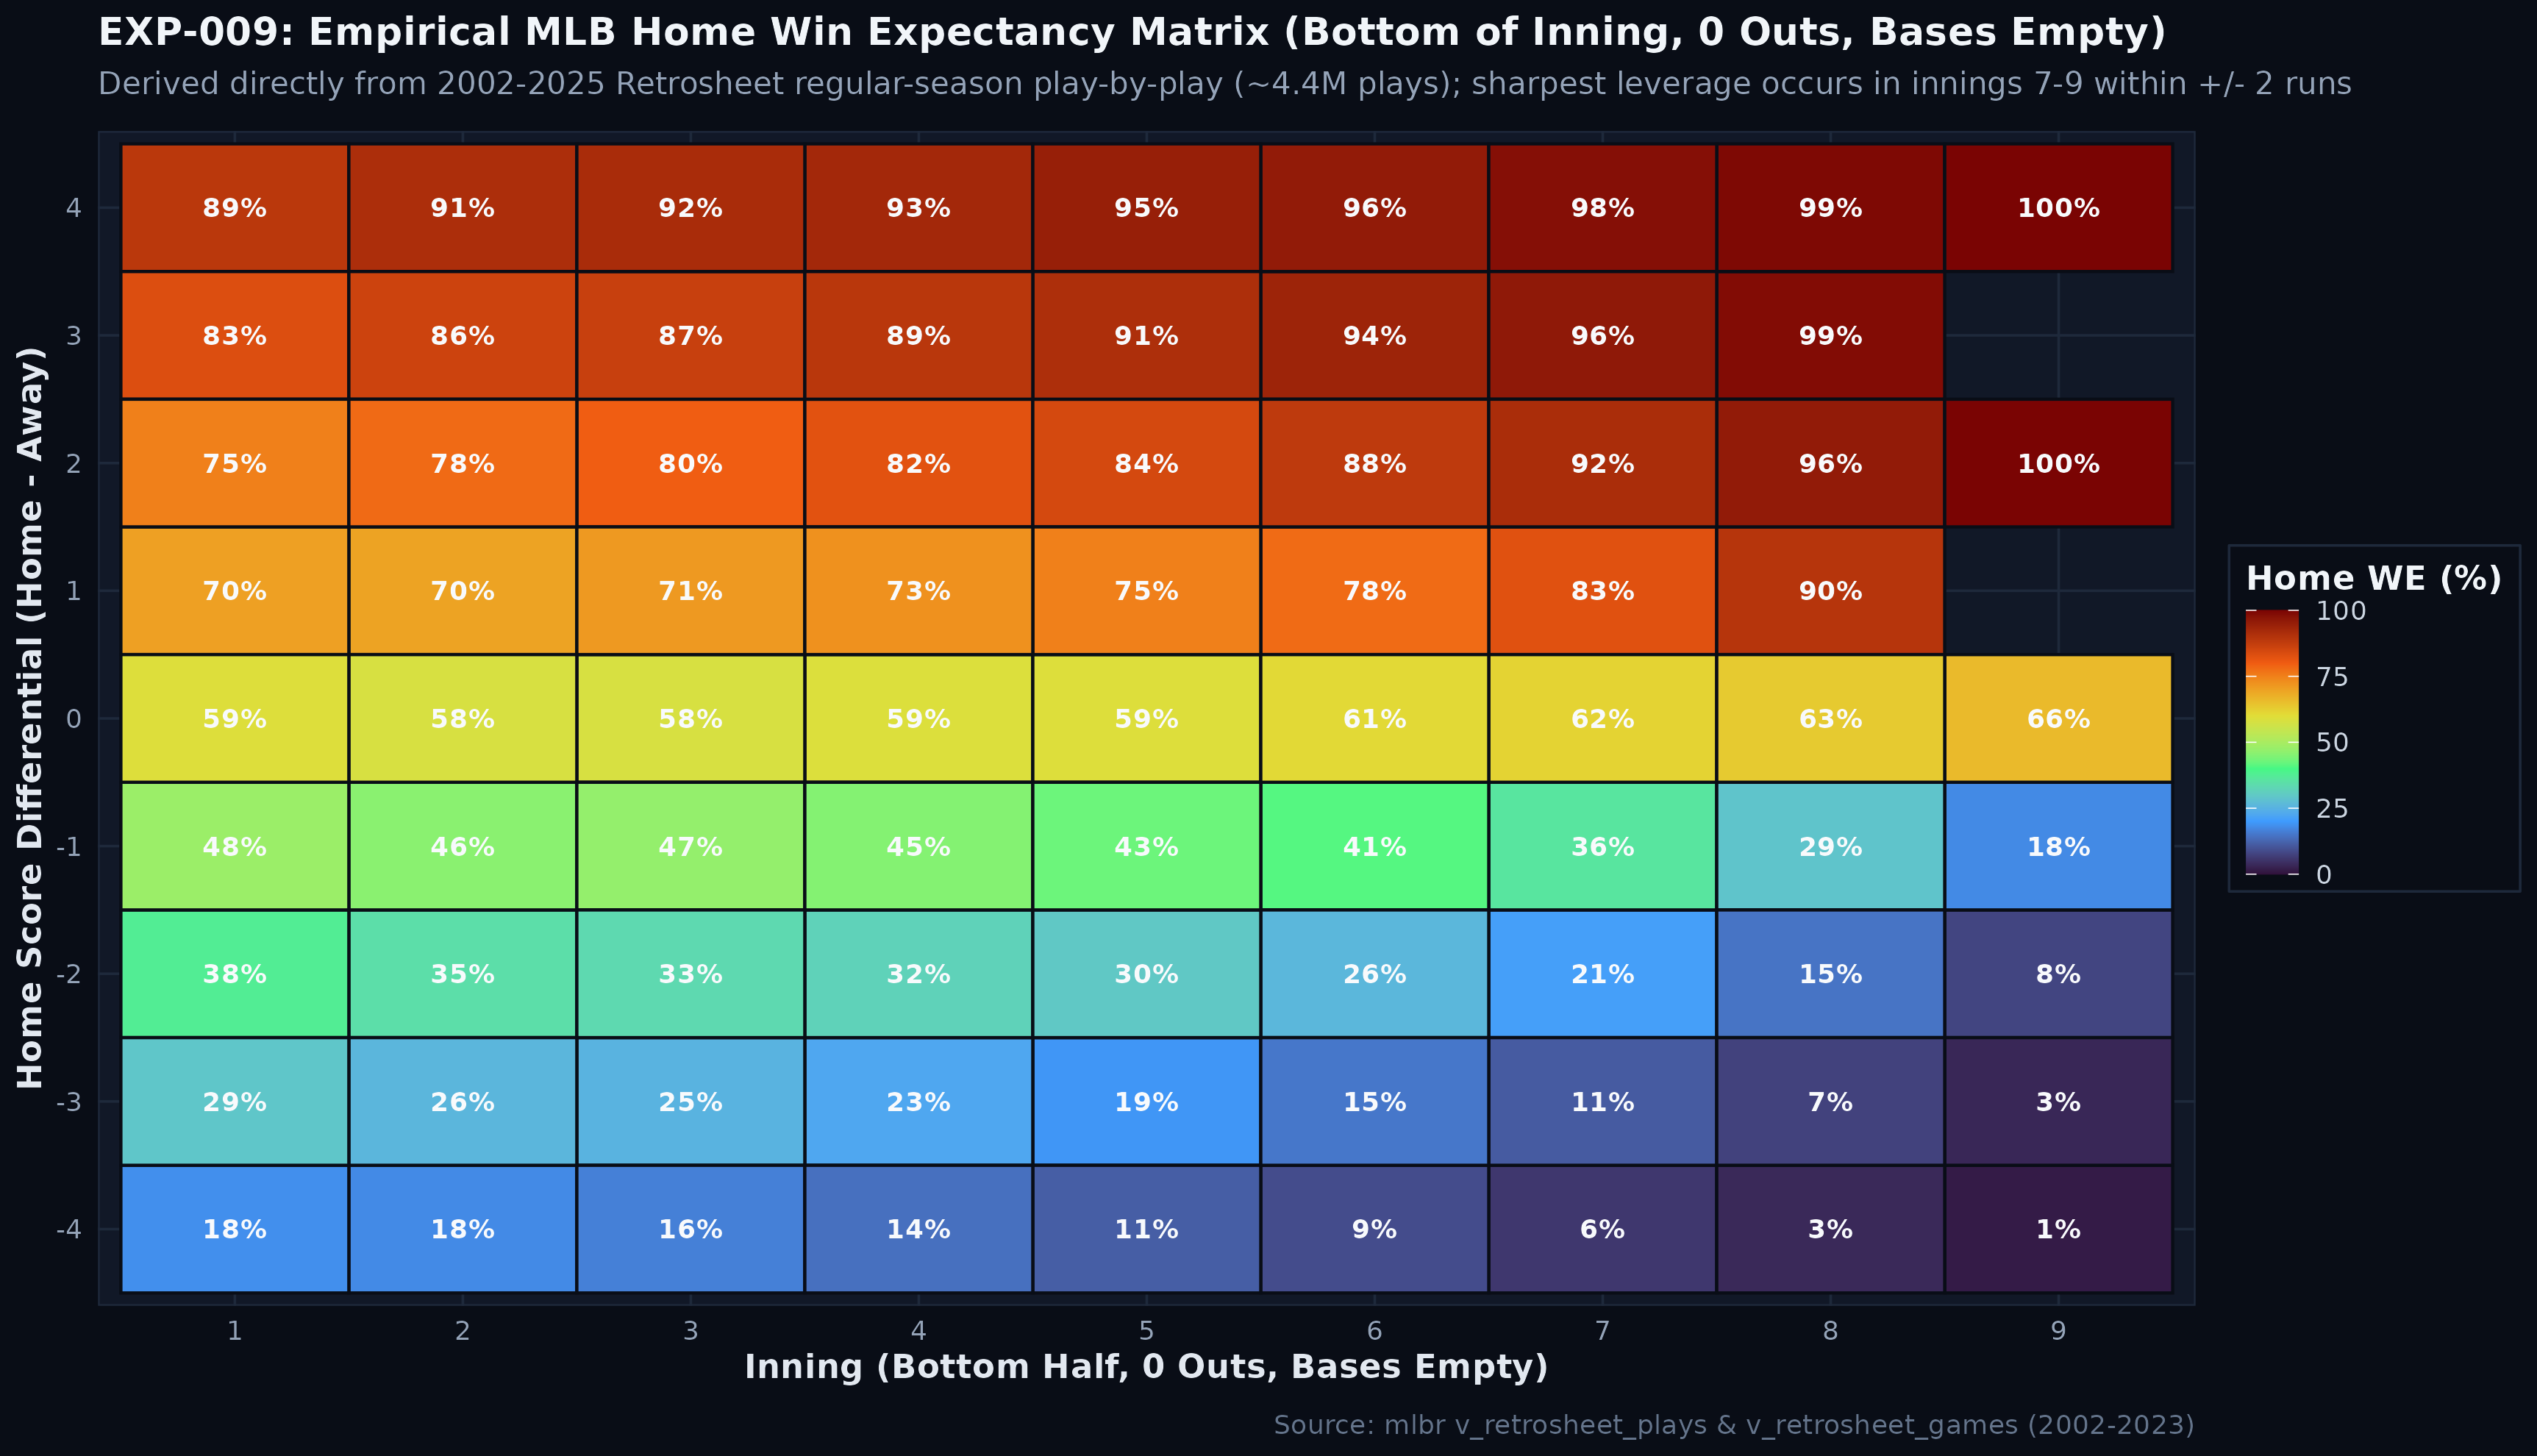 EXP-009: Empirical MLB Home Win Expectancy Matrix (Bottom of Inning, 0 Outs, Bases Empty)
Derived directly from 2002-2025 Retrosheet regular-season play-by-play (~4.4M plays); sharpest leverage occurs in innings 7-9 within +/- 2 runs
Home Score Differential (Home - Away)
4 89% 91% 92% 93% 95% 96% 98% 99% 100%
3 83% 86% 87% 89% 91% 94% 96% 99%
2 75% 78% 80% 82% 84% 88% 92% 96% 100%
1 70% 70% 71% 73% 75% 78% 83% 90%
0 59% 58% 58% 59% 59% 61% 62% 63% 66%
-1 48% 46% 47% 45% 43% 41% 36% 29% 18%
-2 38% 35% 33% 32% 30% 26% 21% 15% 8%
-3 29% 26% 25% 23% 19% 15% 11% 7% 3%
-4 18% 18% 16% 14% 11% 9% 6% 3% 1%
1 2 3 4 5 6 7 8 9
Inning (Bottom Half, 0 Outs, Bases Empty)
Home WE (%)
100
75
50
25
0
Source: mlbr v_retrosheet_plays & v_retrosheet_games (2002-2023)